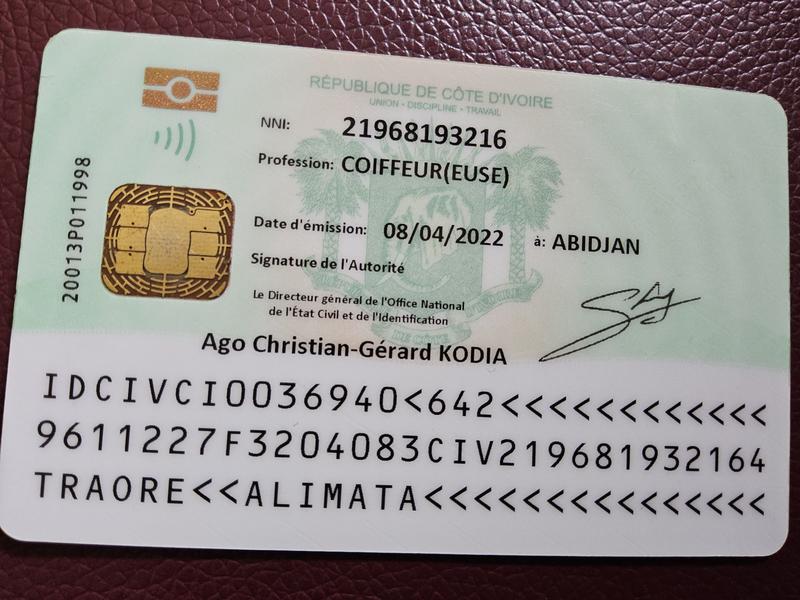 RÉPUBLIQUE DE CÔTE D'IVOIRE
UNION - DISCIPLINE - TRAVAIL
NNI: 21968193216
Profession: COIFFEUR(EUSE)
20013P011998
Date d'émission: 08/04/2022 à: ABIDJAN
Signature de l'Autorité
Le Directeur général de l'Office National
de l'État Civil et de l'Identification
Ago Christian-Gérard KODIA
IDCIVCI0036940<642<<<<<<<<<<<<
9611227F3204083CIV219681932164
TRAORE<<ALIMATA<<<<<<<<<<<<<<<